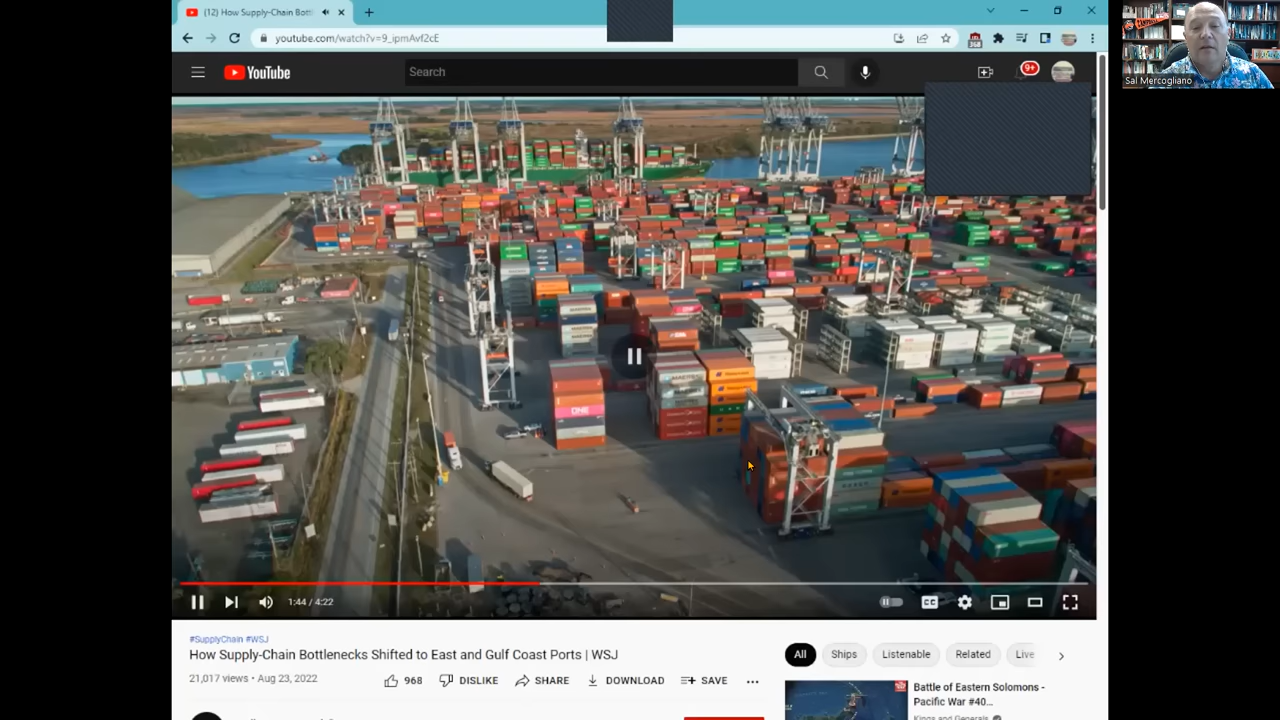 (12) How Supply-Chain Bottl
youtube.com/watch?v=9_ipmAvf2cE
368
Sal Mercogliano
YouTube
Search
9+
ONE
1:44 / 4:22
CC
#SupplyChain #WSJ
How Supply-Chain Bottlenecks Shifted to East and Gulf Coast Ports | WSJ
21,017 views • Aug 23, 2022
968
DISLIKE
SHARE
DOWNLOAD
SAVE
All
Ships
Listenable
Related
Live
Battle of Eastern Solomons -
Pacific War #40...
Kings and Generals